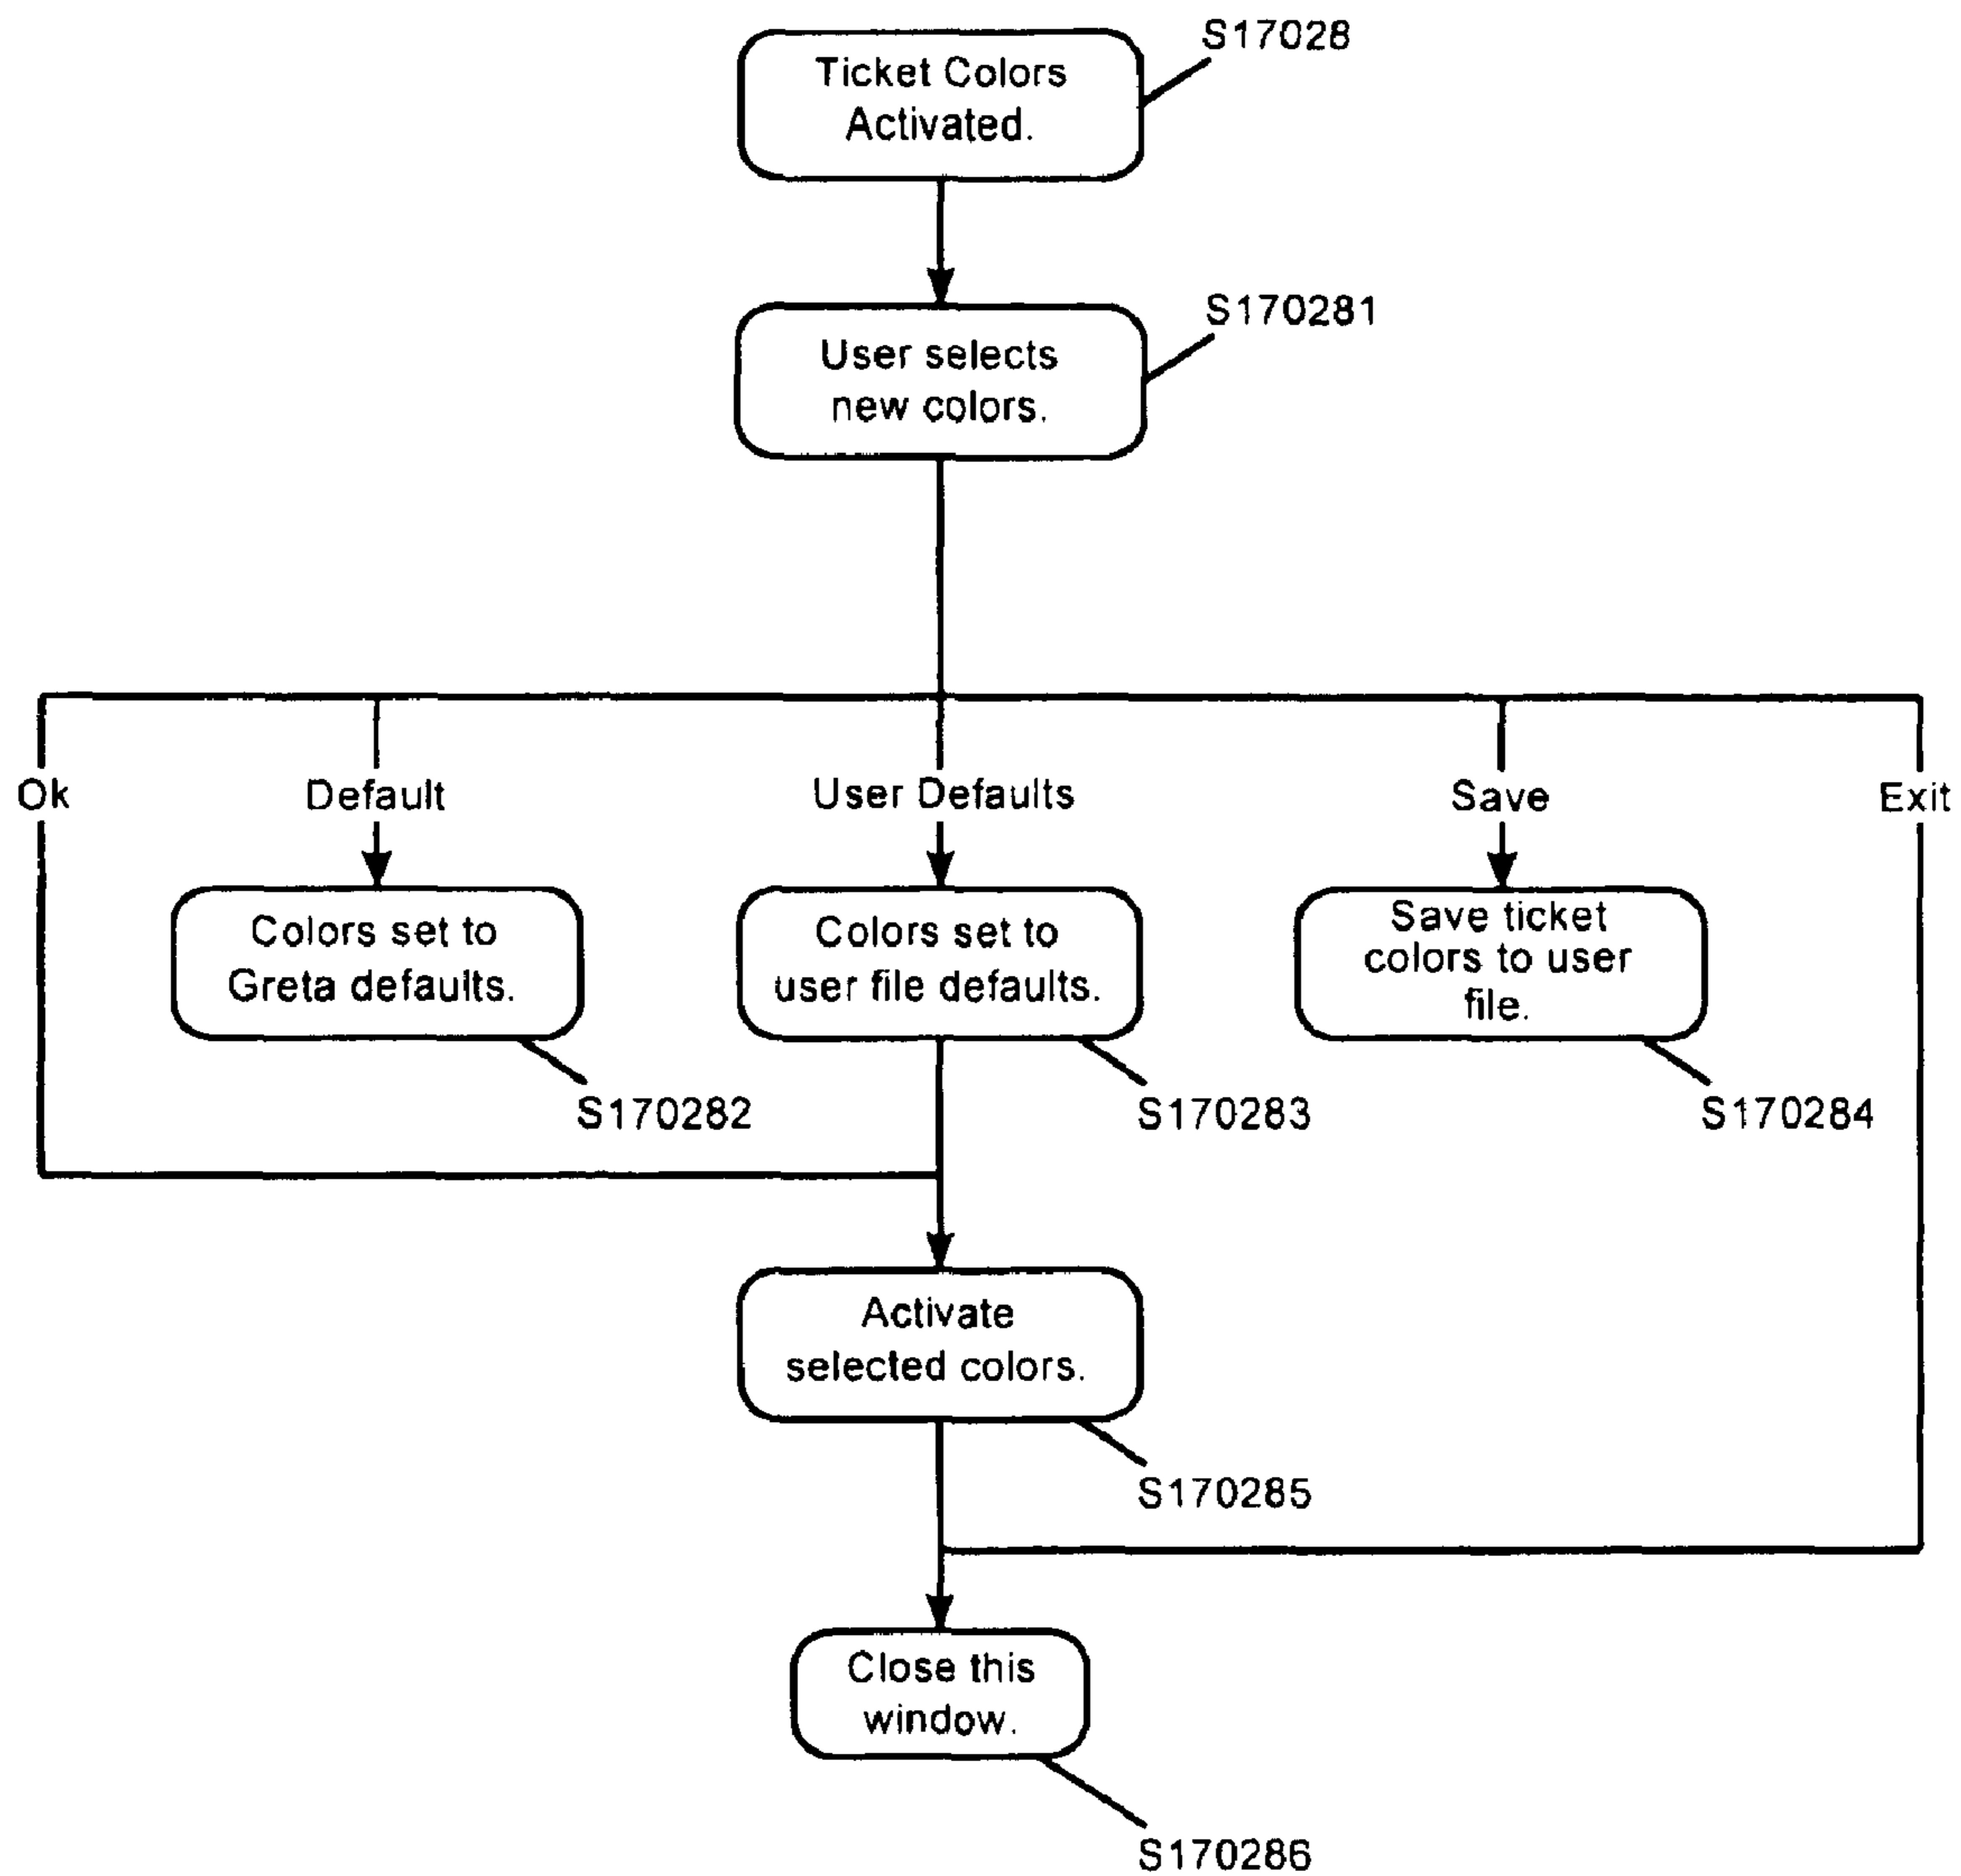 S17028
Ticket Colors
Activated.
S170281
User selects
new colors.
Ok
Default
User Defaults
Save
Exit
Colors set to
Greta defaults.
Colors set to
user file defaults.
Save ticket
colors to user
file.
S170282
S170283
S170284
Activate
selected colors.
S170285
Close this
window.
S170286